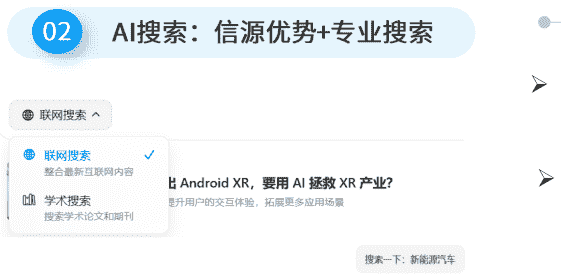 02
AI搜索：信源优势+专业搜索
联网搜索
联网搜索
整合最新互联网内容
出 Android XR，要用 AI 拯救 XR 产业？
学术搜索
搜索学术论文和期刊
提升用户的交互体验，拓展更多应用场景
搜索一下：新能源汽车